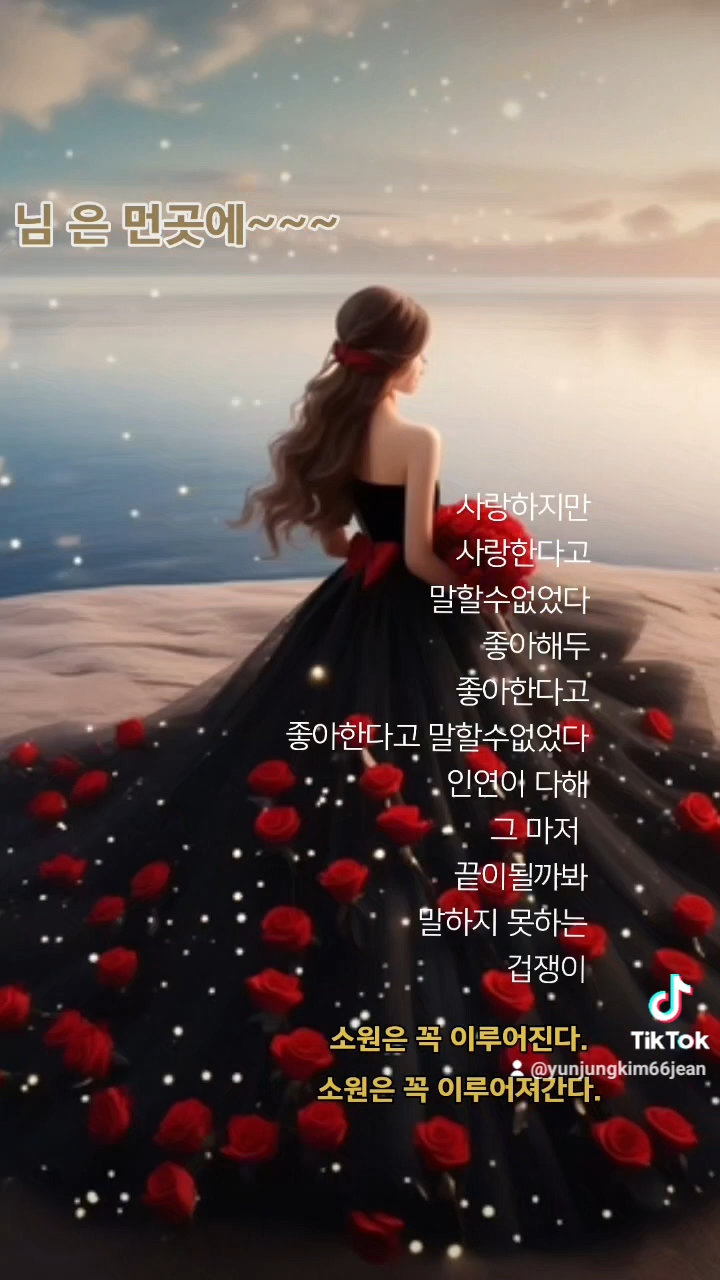 님 은 먼곳에~~~
사랑하지만
사랑한다고
말할수없었다
좋아해두
좋아한다고
좋아한다고 말할수없었다
인연이 다해
그 마저
끝이될까봐
말하지 못하는
겁쟁이
소원은 꼭 이루어진다.
소원은 꼭 이루어져간다.
TikTok
@yunjungkim66jean